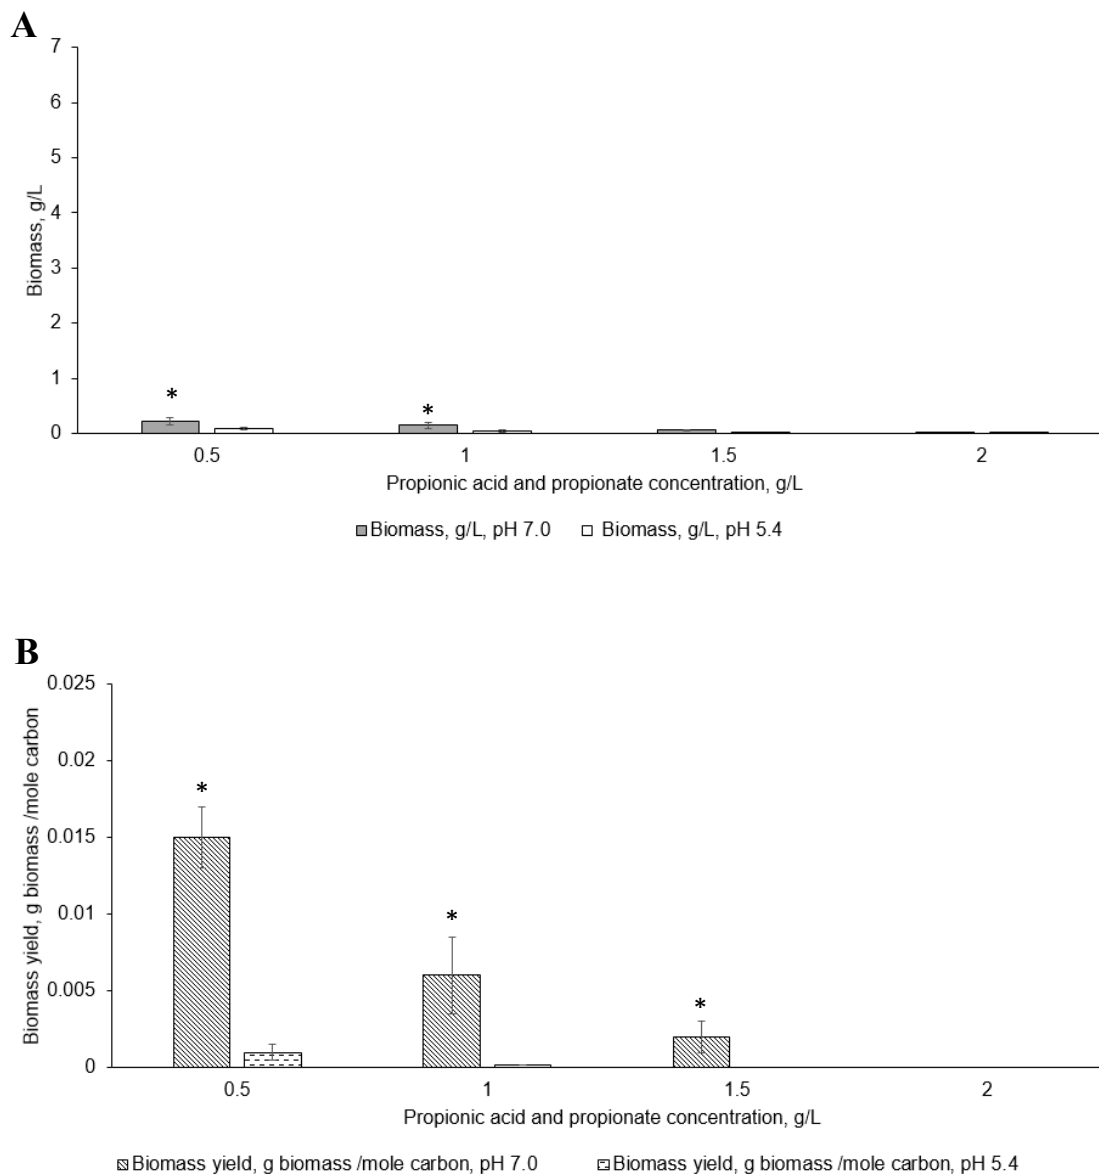 A
7
6
5
4
3
2
1
0
Biomass, g/L
*
*
0.5 1 1.5 2
Propionic acid and propionate concentration, g/L
Biomass, g/L, pH 7.0 Biomass, g/L, pH 5.4
B
0.025
0.02
0.015
0.01
0.005
0
Biomass yield, g biomass /mole carbon
*
*
*
0.5 1 1.5 2
Propionic acid and propionate concentration, g/L
Biomass yield, g biomass /mole carbon, pH 7.0 Biomass yield, g biomass /mole carbon, pH 5.4